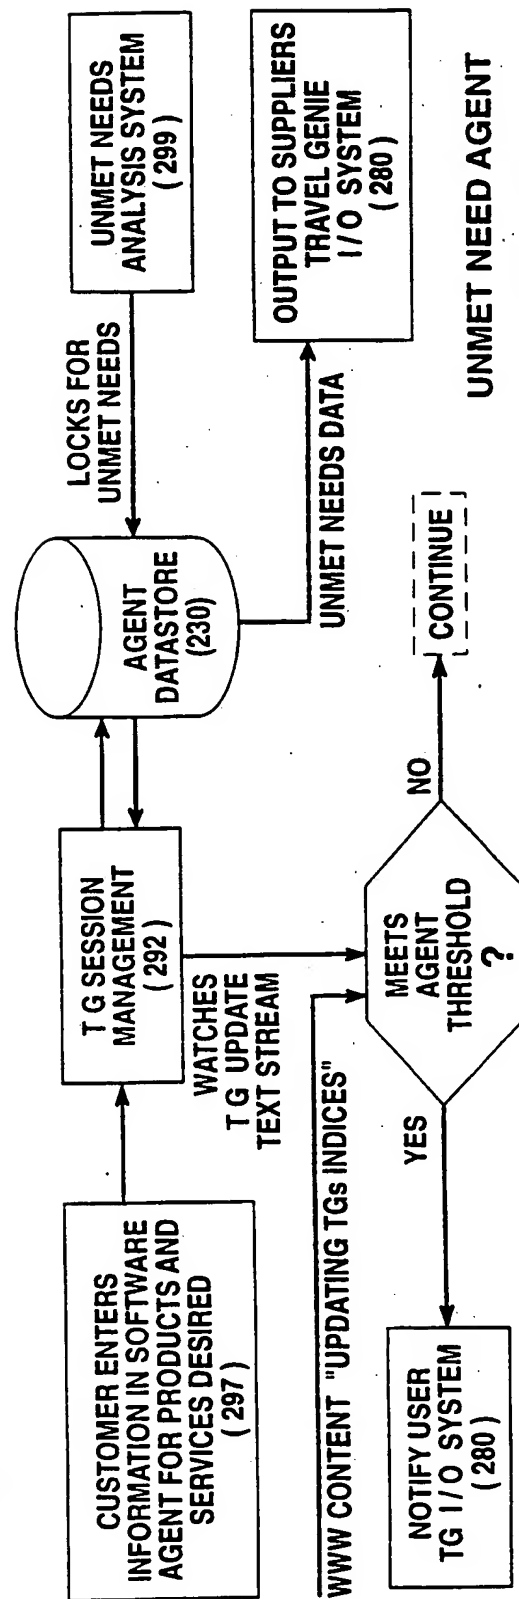 CUSTOMER ENTERS
INFORMATION IN SOFTWARE
AGENT FOR PRODUCTS AND
SERVICES DESIRED
(297)
T G SESSION
MANAGEMENT
(292)
AGENT
DATASTORE
(230)
LOCKS FOR
UNMET NEEDS
UNMET NEEDS
ANALYSIS SYSTEM
(299)
WATCHES
T G UPDATE
TEXT STREAM
UNMET NEEDS DATA
OUTPUT TO SUPPLIERS
TRAVEL GENIE
I/O SYSTEM
(280)
WWW CONTENT "UPDATING TGs INDICES"
MEETS
AGENT
THRESHOLD
?
YES
NO
NOTIFY USER
TG I/O SYSTEM
(280)
CONTINUE
UNMET NEED AGENT